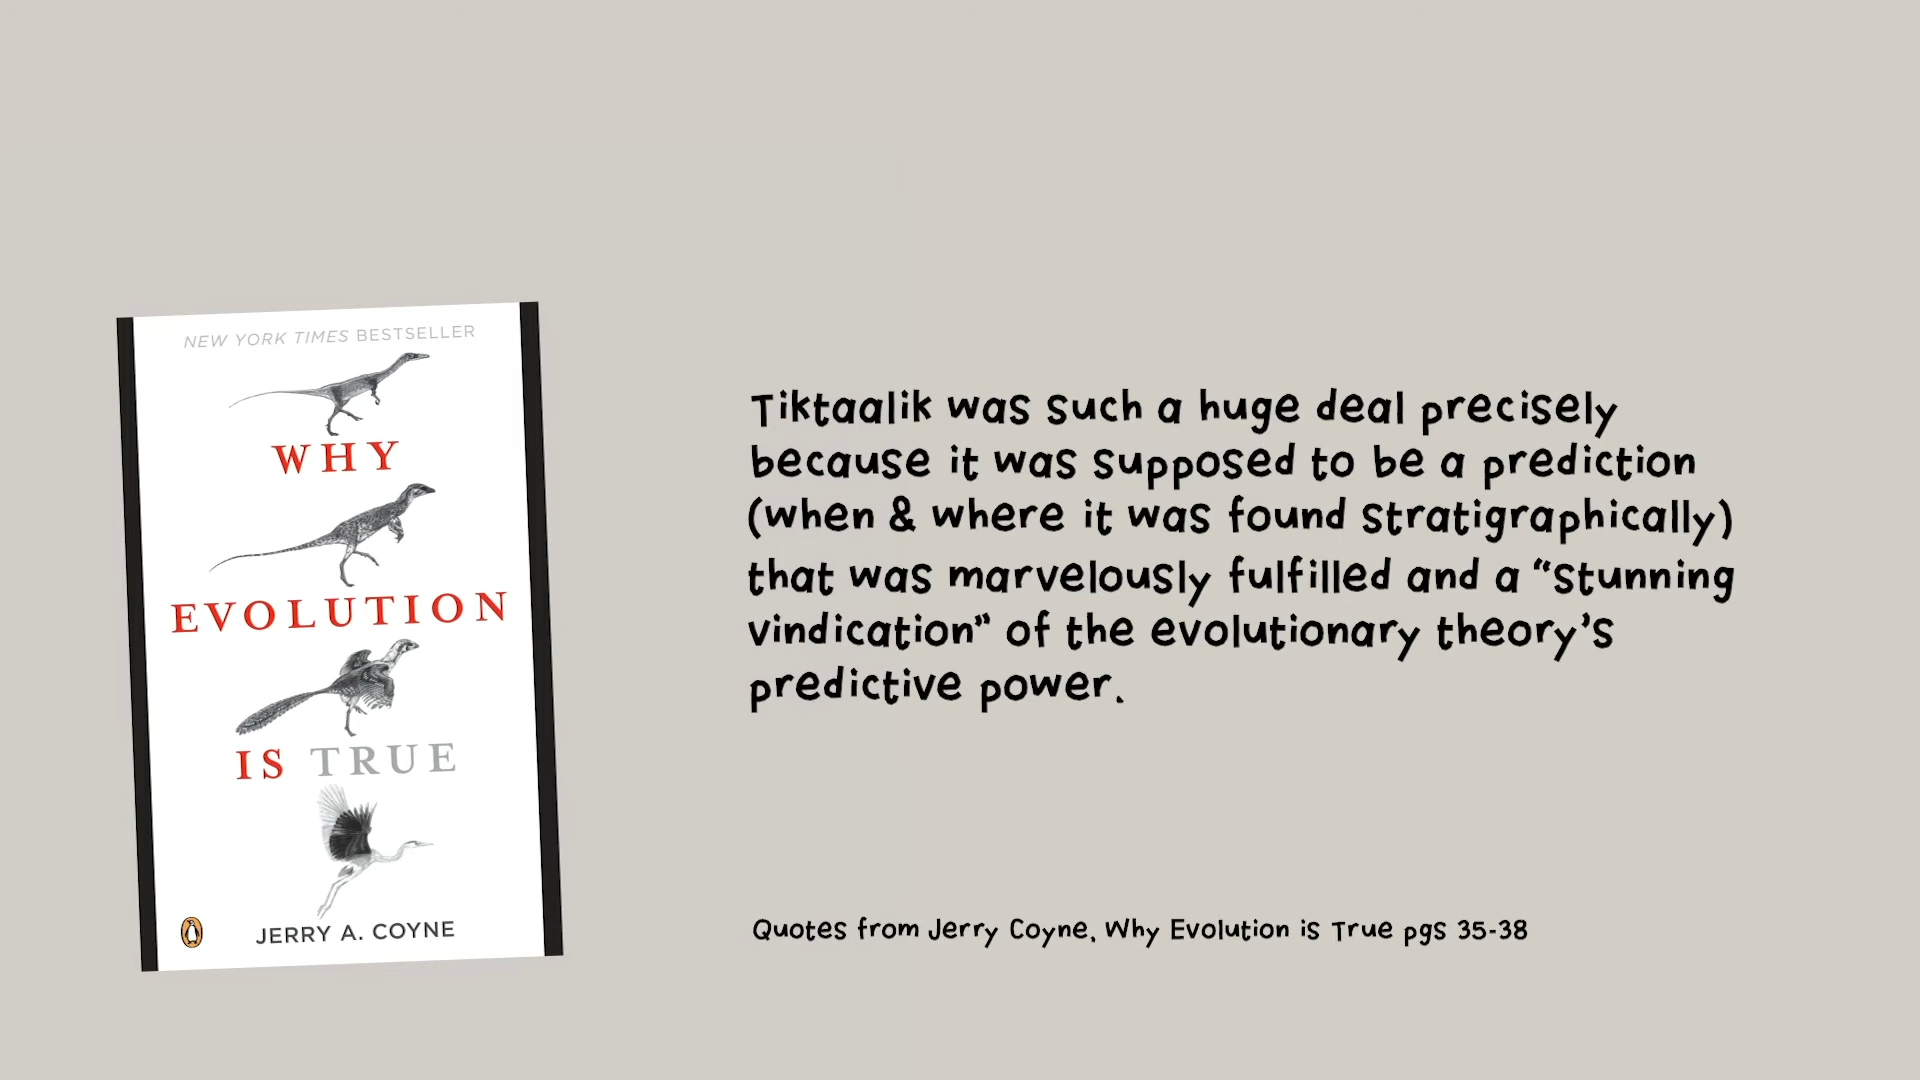 NEW YORK TIMES BESTSELLER
WHY
EVOLUTION
IS TRUE
JERRY A. COYNE
Tiktaalik was such a huge deal precisely
because it was supposed to be a prediction
(when & where it was found stratigraphically)
that was marvelously fulfilled and a “stunning
vindication” of the evolutionary theory’s
predictive power.
Quotes from Jerry Coyne, Why Evolution is True pgs 35-38